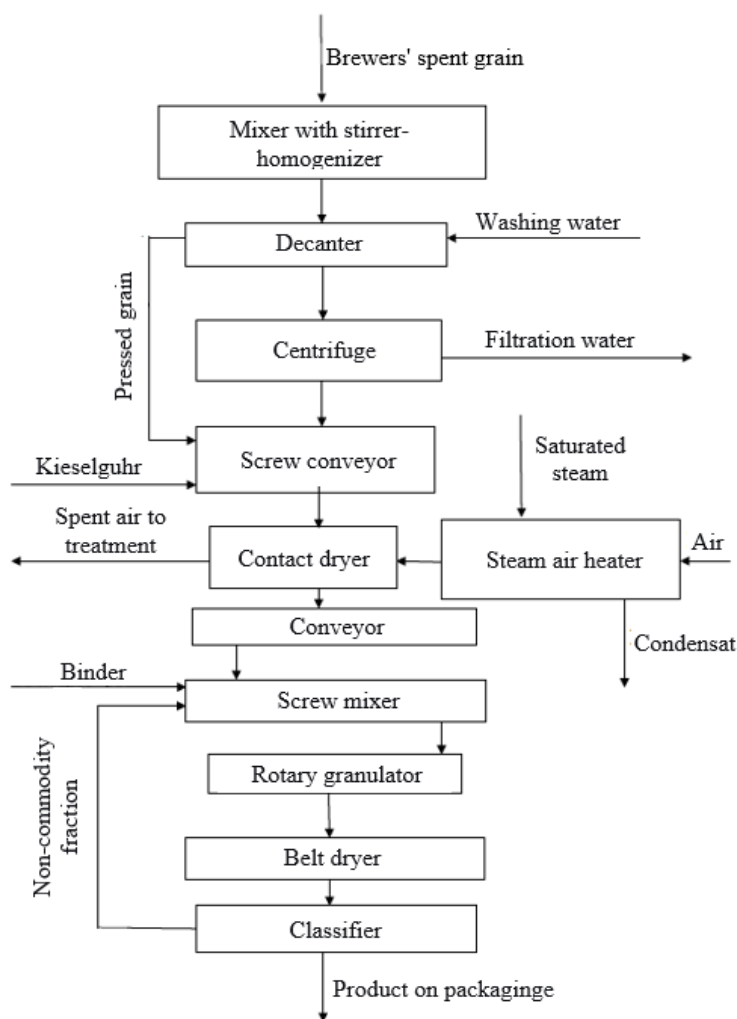 Brewers' spent grain
Mixer with stirrer-
homogenizer
Washing water
Decanter
Pressed grain
Centrifuge
Filtration water
Screw conveyor
Kieselguhr
Saturated
steam
Spent air to
treatment
Contact dryer
Steam air heater
Air
Conveyor
Condensat
Binder
Screw mixer
Non-commodity
fraction
Rotary granulator
Belt dryer
Classifier
Product on packaginge